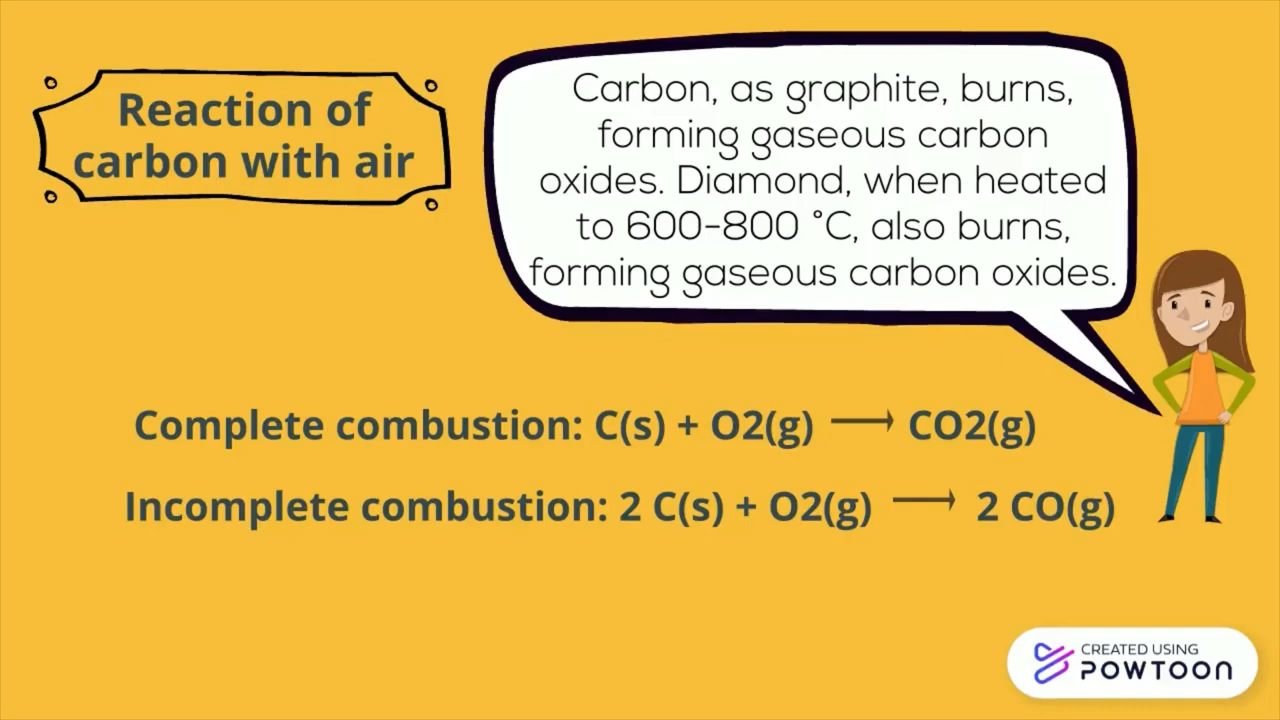 Reaction of
carbon with air
Carbon, as graphite, burns,
forming gaseous carbon
oxides. Diamond, when heated
to 600-800 °C, also burns,
forming gaseous carbon oxides.
Complete combustion: C(s) + O2(g) ⟶ CO2(g)
Incomplete combustion: 2 C(s) + O2(g) ⟶ 2 CO(g)
CREATED USING
POWTOON